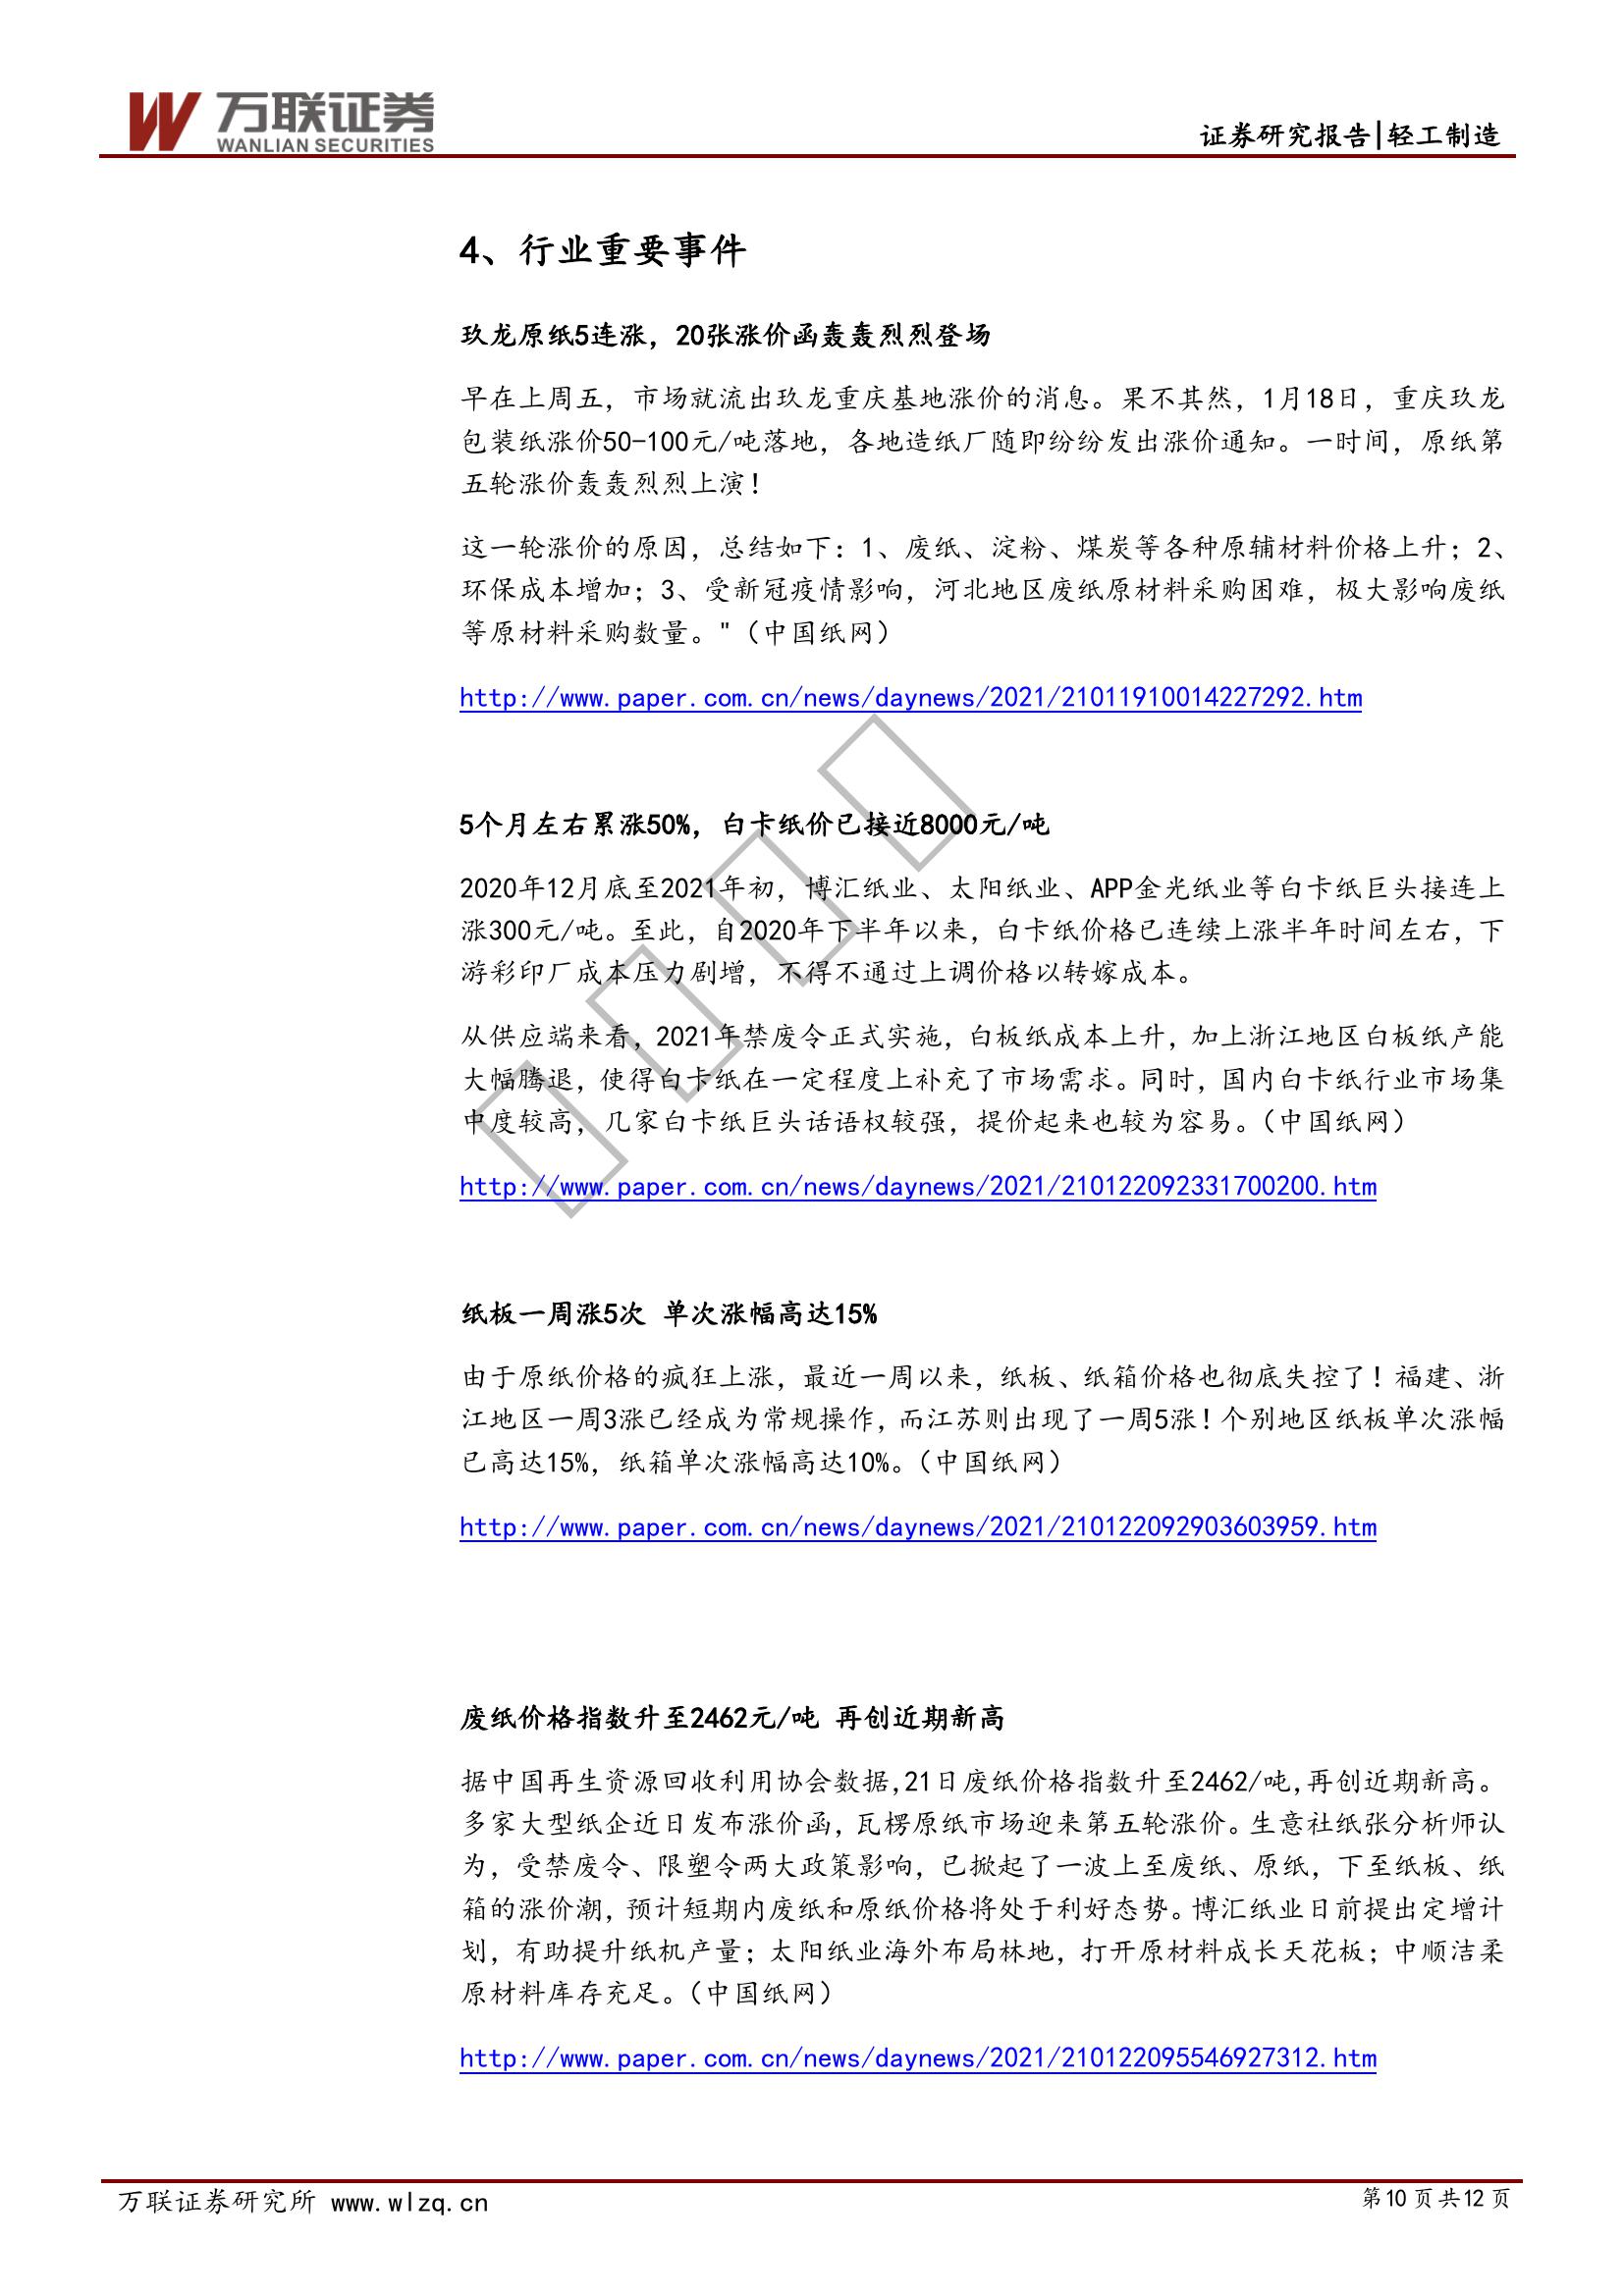 万联证券
WANLIAN SECURITIES
证券研究报告|轻工制造
4、行业重要事件
玖龙原纸5连涨，20张涨价函轰轰烈烈登场
早在上周五，市场就流出玖龙重庆基地涨价的消息。果不其然，1月18日，重庆玖龙
包装纸涨价50-100元/吨落地，各地造纸厂随即纷纷发出涨价通知。一时间，原纸第
五轮涨价轰轰烈烈上演！
这一轮涨价的原因，总结如下：1、废纸、淀粉、煤炭等各种原辅材料价格上升；2、
环保成本增加；3、受新冠疫情影响，河北地区废纸原材料采购困难，极大影响废纸
等原材料采购数量。"（中国纸网）
http://www.paper.com.cn/news/daynews/2021/21011910014227292.htm
5个月左右累涨50%，白卡纸价已接近8000元/吨
2020年12月底至2021年初，博汇纸业、太阳纸业、APP金光纸业等白卡纸巨头接连上
涨300元/吨。至此，自2020年下半年以来，白卡纸价格已连续上涨半年时间左右，下
游彩印厂成本压力剧增，不得不通过上调价格以转嫁成本。
从供应端来看，2021年禁废令正式实施，白板纸成本上升，加上浙江地区白板纸产能
大幅腾退，使得白卡纸在一定程度上补充了市场需求。同时，国内白卡纸行业市场集
中度较高，几家白卡纸巨头话语权较强，提价起来也较为容易。（中国纸网）
http://www.paper.com.cn/news/daynews/2021/210122092331700200.htm
纸板一周涨5次 单次涨幅高达15%
由于原纸价格的疯狂上涨，最近一周以来，纸板、纸箱价格也彻底失控了！福建、浙
江地区一周3涨已经成为常规操作，而江苏则出现了一周5涨！个别地区纸板单次涨幅
已高达15%，纸箱单次涨幅高达10%。（中国纸网）
http://www.paper.com.cn/news/daynews/2021/210122092903603959.htm
废纸价格指数升至2462元/吨 再创近期新高
据中国再生资源回收利用协会数据,21日废纸价格指数升至2462/吨,再创近期新高。
多家大型纸企近日发布涨价函，瓦楞原纸市场迎来第五轮涨价。生意社纸张分析师认
为，受禁废令、限塑令两大政策影响，已掀起了一波上至废纸、原纸，下至纸板、纸
箱的涨价潮，预计短期内废纸和原纸价格将处于利好态势。博汇纸业日前提出定增计
划，有助提升纸机产量；太阳纸业海外布局林地，打开原材料成长天花板；中顺洁柔
原材料库存充足。（中国纸网）
http://www.paper.com.cn/news/daynews/2021/210122095546927312.htm
万联证券研究所 www.wlzq.cn
第10页共12页